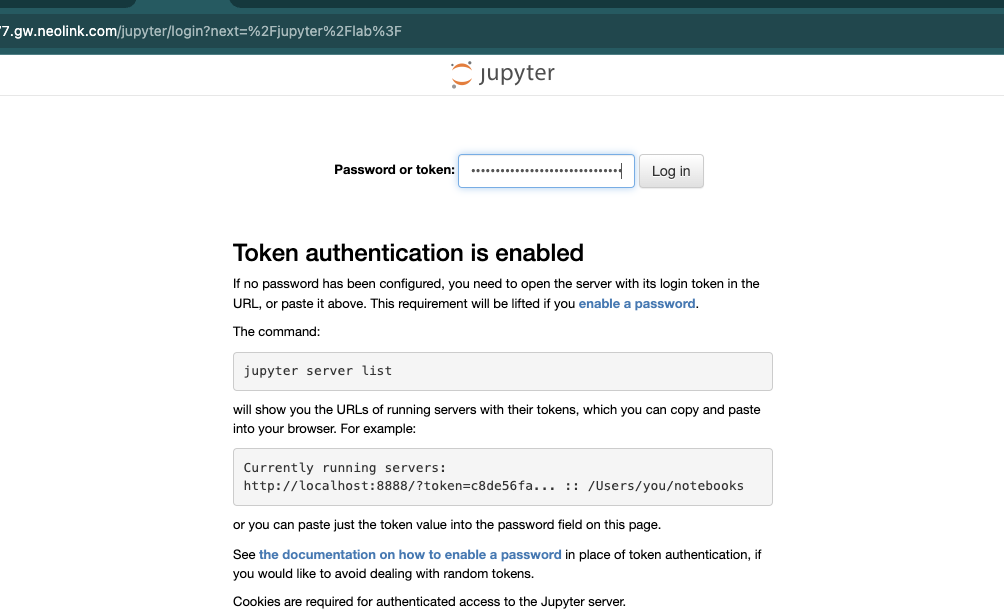 7.gw.neolink.com/jupyter/login?next=%2Fjupyter%2Flab%3F
jupyter
Password or token: Log in
Token authentication is enabled
If no password has been configured, you need to open the server with its login token in the
URL, or paste it above. This requirement will be lifted if you enable a password.
The command:
jupyter server list
will show you the URLs of running servers with their tokens, which you can copy and paste
into your browser. For example:
Currently running servers:
http://localhost:8888/?token=c8de56fa... :: /Users/you/notebooks
or you can paste just the token value into the password field on this page.
See the documentation on how to enable a password in place of token authentication, if
you would like to avoid dealing with random tokens.
Cookies are required for authenticated access to the Jupyter server.